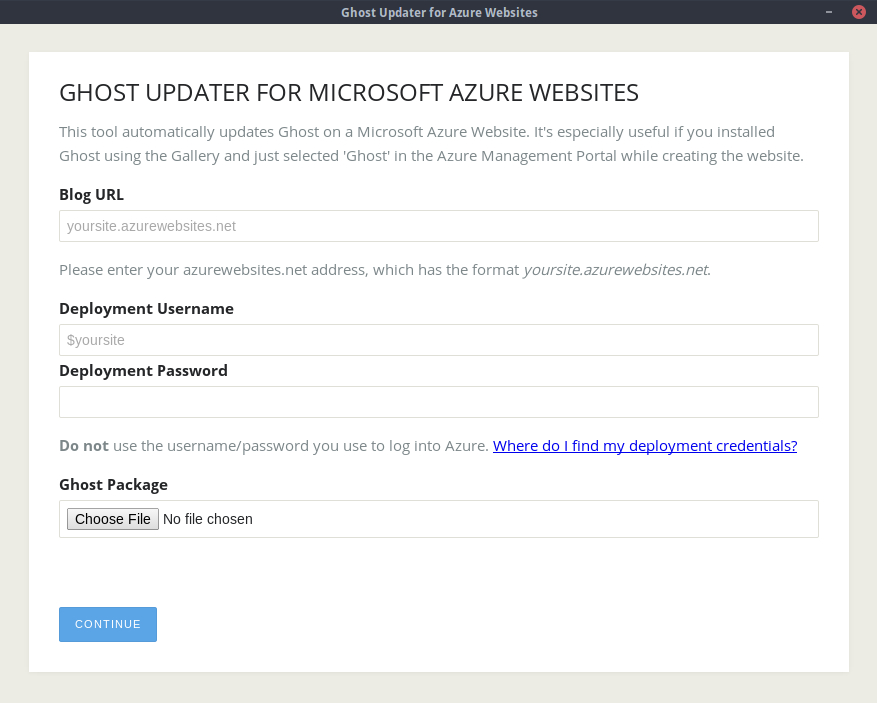 Ghost Updater for Azure Websites
GHOST UPDATER FOR MICROSOFT AZURE WEBSITES
This tool automatically updates Ghost on a Microsoft Azure Website. It's especially useful if you installed
Ghost using the Gallery and just selected 'Ghost' in the Azure Management Portal while creating the website.
Blog URL
yoursite.azurewebsites.net
Please enter your azurewebsites.net address, which has the format yoursite.azurewebsites.net.
Deployment Username
$yoursite
Deployment Password
Do not use the username/password you use to log into Azure. Where do I find my deployment credentials?
Ghost Package
Choose File No file chosen
CONTINUE